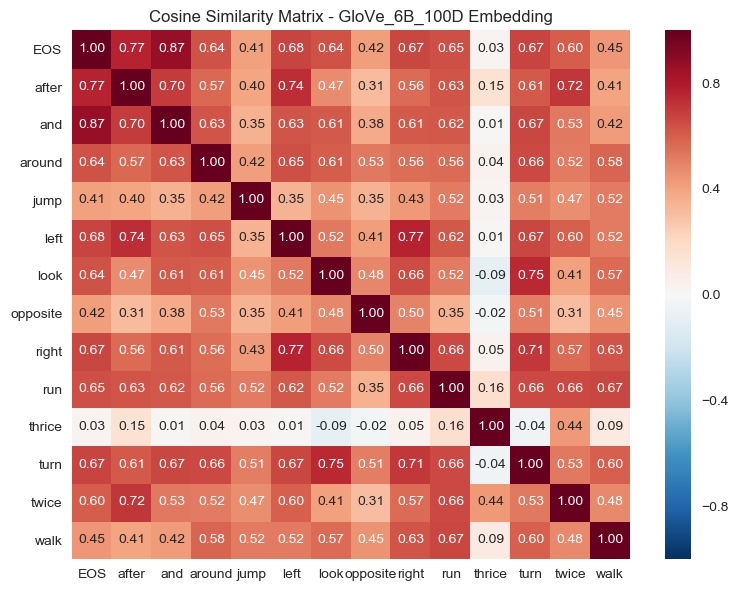 Cosine Similarity Matrix - GloVe_6B_100D Embedding
EOS 1.00 0.77 0.87 0.64 0.41 0.68 0.64 0.42 0.67 0.65 0.03 0.67 0.60 0.45
after 0.77 1.00 0.70 0.57 0.40 0.74 0.47 0.31 0.56 0.63 0.15 0.61 0.72 0.41
0.8
and 0.87 0.70 1.00 0.63 0.35 0.63 0.61 0.38 0.61 0.62 0.01 0.67 0.53 0.42
around 0.64 0.57 0.63 1.00 0.42 0.65 0.61 0.53 0.56 0.56 0.04 0.66 0.52 0.58
0.4
jump 0.41 0.40 0.35 0.42 1.00 0.35 0.45 0.35 0.43 0.52 0.03 0.51 0.47 0.52
left 0.68 0.74 0.63 0.65 0.35 1.00 0.52 0.41 0.77 0.62 0.01 0.67 0.60 0.52
look 0.64 0.47 0.61 0.61 0.45 0.52 1.00 0.48 0.66 0.52 -0.09 0.75 0.41 0.57
0.0
opposite 0.42 0.31 0.38 0.53 0.35 0.41 0.48 1.00 0.50 0.35 -0.02 0.51 0.31 0.45
right 0.67 0.56 0.61 0.56 0.43 0.77 0.66 0.50 1.00 0.66 0.05 0.71 0.57 0.63
run 0.65 0.63 0.62 0.56 0.52 0.62 0.52 0.35 0.66 1.00 0.16 0.66 0.66 0.67
−0.4
thrice 0.03 0.15 0.01 0.04 0.03 0.01 -0.09 -0.02 0.05 0.16 1.00 -0.04 0.44 0.09
turn 0.67 0.61 0.67 0.66 0.51 0.67 0.75 0.51 0.71 0.66 -0.04 1.00 0.53 0.60
twice 0.60 0.72 0.53 0.52 0.47 0.60 0.41 0.31 0.57 0.66 0.44 0.53 1.00 0.48
−0.8
walk 0.45 0.41 0.42 0.58 0.52 0.52 0.57 0.45 0.63 0.67 0.09 0.60 0.48 1.00
EOS after and around jump left look opposite right run thrice turn twice walk